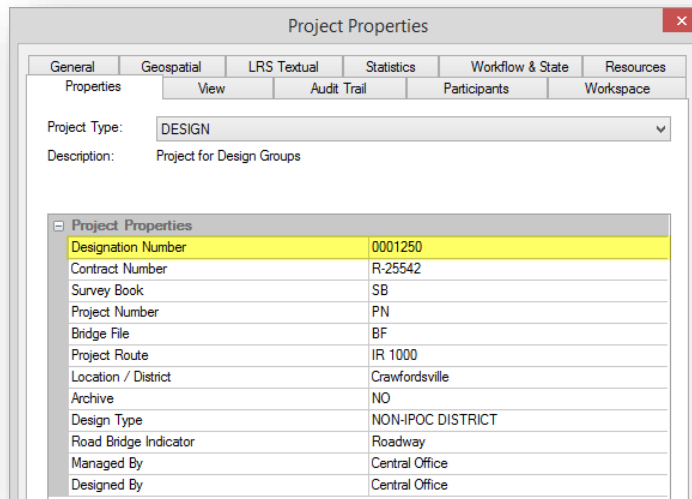 Project Properties
General Geospatial LRS Textual Statistics Workflow & State Resources
Properties View Audit Trail Participants Workspace
Project Type: DESIGN
Description: Project for Design Groups
Project Properties
Designation Number 0001250
Contract Number R-25542
Survey Book SB
Project Number PN
Bridge File BF
Project Route IR 1000
Location / District Crawfordsville
Archive NO
Design Type NON-IPOC DISTRICT
Road Bridge Indicator Roadway
Managed By Central Office
Designed By Central Office